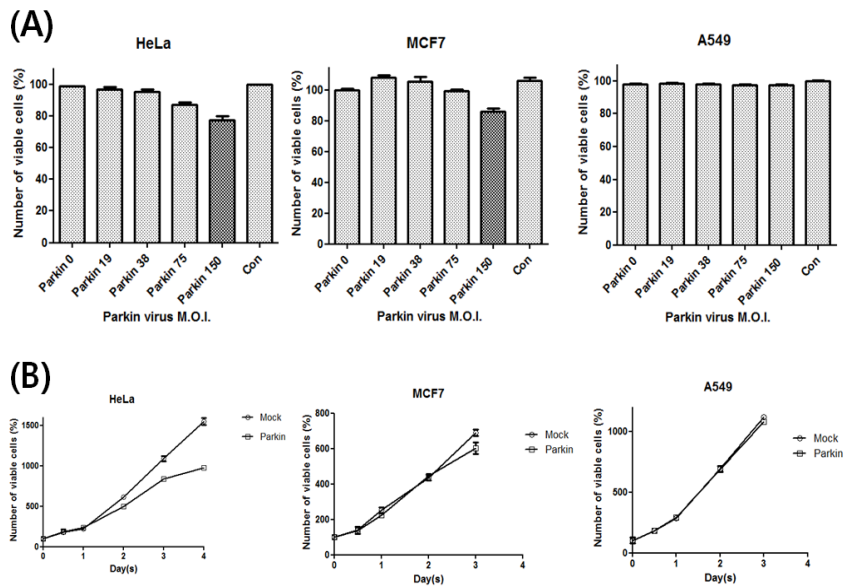 (A)
HeLa
MCF7
A549
Number of viable cells (%)
100
80
60
40
20
0
Parkin 0
Parkin 19
Parkin 38
Parkin 75
Parkin 150
Con
Parkin virus M.O.I.
Number of viable cells (%)
100
80
60
40
20
0
Parkin 0
Parkin 19
Parkin 38
Parkin 75
Parkin 150
Con
Parkin virus M.O.I.
Number of viable cells (%)
100
80
60
40
20
0
Parkin 0
Parkin 19
Parkin 38
Parkin 75
Parkin 150
Con
Parkin virus M.O.I.
(B)
HeLa
Number of viable cells (%)
1500
1000
500
0
0
1
2
3
4
Day(s)
Mock
Parkin
MCF7
Number of viable cells (%)
800
600
400
200
0
0
1
2
3
4
Day(s)
Mock
Parkin
A549
Number of viable cells (%)
1000
500
0
0
1
2
3
4
Day(s)
Mock
Parkin